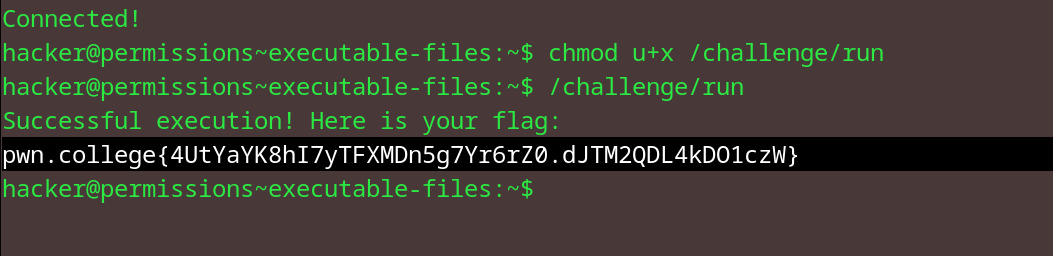 Connected!
hacker@permissions~executable-files:~$ chmod u+x /challenge/run
hacker@permissions~executable-files:~$ /challenge/run
Successful execution! Here is your flag:
pwn.college{4UtYaYK8hI7yTFXMDn5g7Yr6rZ0.dJTM2QDL4kDO1czW}
hacker@permissions~executable-files:~$